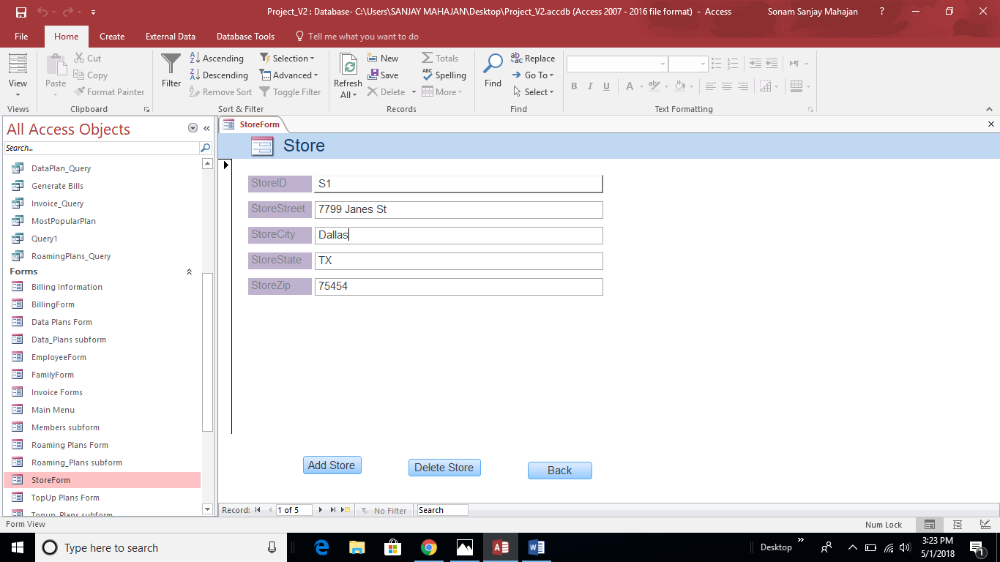 Project_V2 : Database- C:\Users\SANJAY MAHAJAN\Desktop\Project_V2.accdb (Access 2007 - 2016 file format) - Access
Sonam Sanjay Mahajan
?
File
Home
Create
External Data
Database Tools
Tell me what you want to do
View
Views
Paste
Cut
Copy
Format Painter
Clipboard
Filter
Ascending
Descending
Remove Sort
Selection
Advanced
Toggle Filter
Sort & Filter
Refresh
All
New
Save
Delete
Totals
Spelling
More
Records
Find
Replace
Go To
Select
Find
B I U A
Text Formatting
All Access Objects
Search...
DataPlan_Query
Generate Bills
Invoice_Query
MostPopularPlan
Query1
RoamingPlans_Query
Forms
Billing Information
BillingForm
Data Plans Form
Data_Plans subform
EmployeeForm
FamilyForm
Invoice Forms
Main Menu
Members subform
Roaming Plans Form
Roaming_Plans subform
StoreForm
TopUp Plans Form
Topup_Plans subform
StoreForm
Store
StoreID S1
StoreStreet 7799 Janes St
StoreCity Dallas
StoreState TX
StoreZip 75454
Add Store
Delete Store
Back
Record: 1 of 5 No Filter Search
Form View
Num Lock
Type here to search
Desktop
3:23 PM
5/1/2018
1